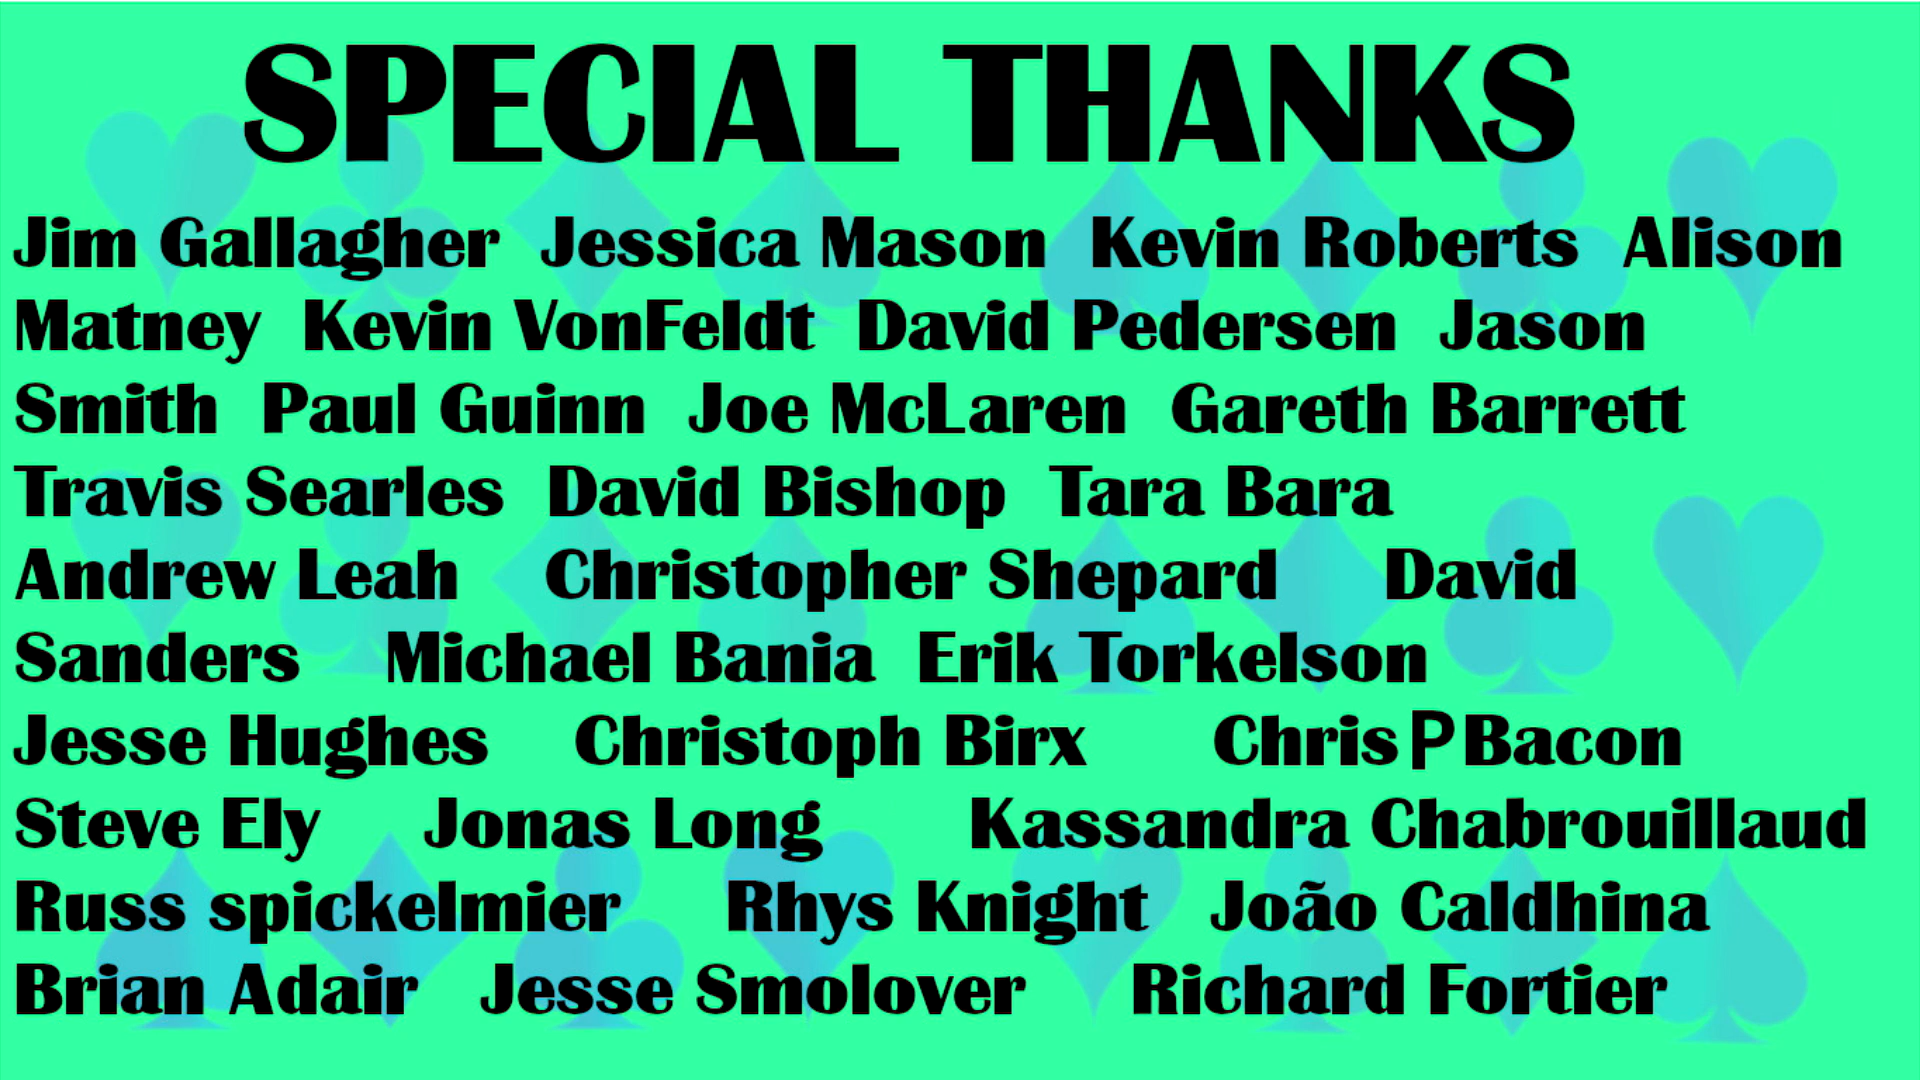 SPECIAL THANKS
Jim Gallagher Jessica Mason Kevin Roberts Alison
Matney Kevin VonFeldt David Pedersen Jason
Smith Paul Guinn Joe McLaren Gareth Barrett
Travis Searles David Bishop Tara Bara
Andrew Leah Christopher Shepard David
Sanders Michael Bania Erik Torkelson
Jesse Hughes Christoph Birx Chris P Bacon
Steve Ely Jonas Long Kassandra Chabrouillaud
Russ spickelmier Rhys Knight João Caldhina
Brian Adair Jesse Smolover Richard Fortier